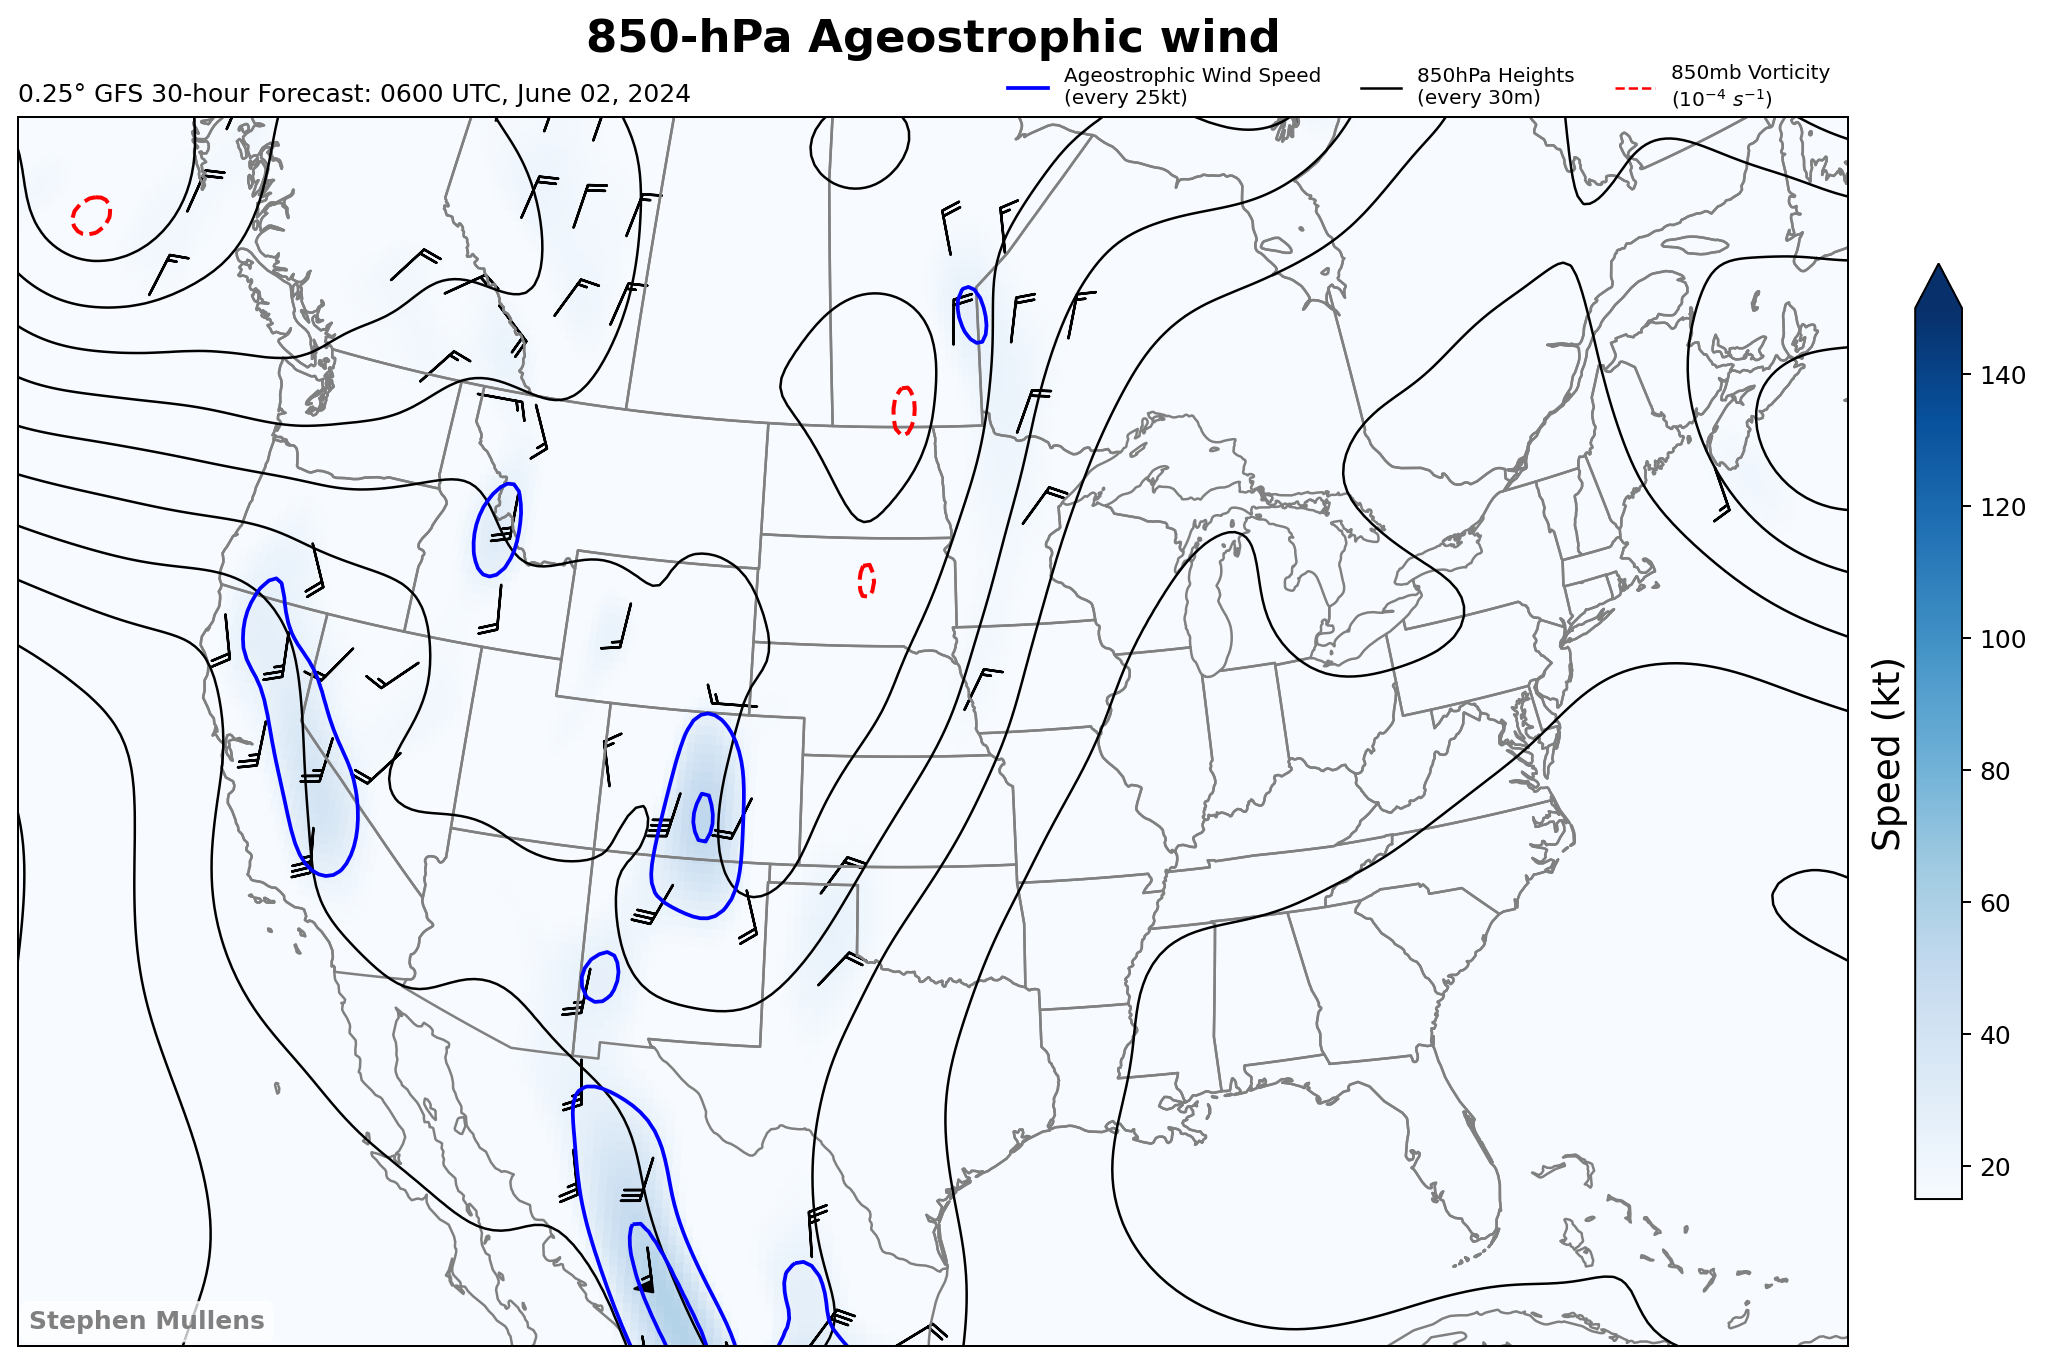 850-hPa Ageostrophic wind
0.25° GFS 30-hour Forecast: 0600 UTC, June 02, 2024
Ageostrophic Wind Speed
(every 25kt)
850hPa Heights
(every 30m)
850mb Vorticity
(10⁻⁴ s⁻¹)
140
120
100
80
60
40
20
Speed (kt)
Stephen Mullens